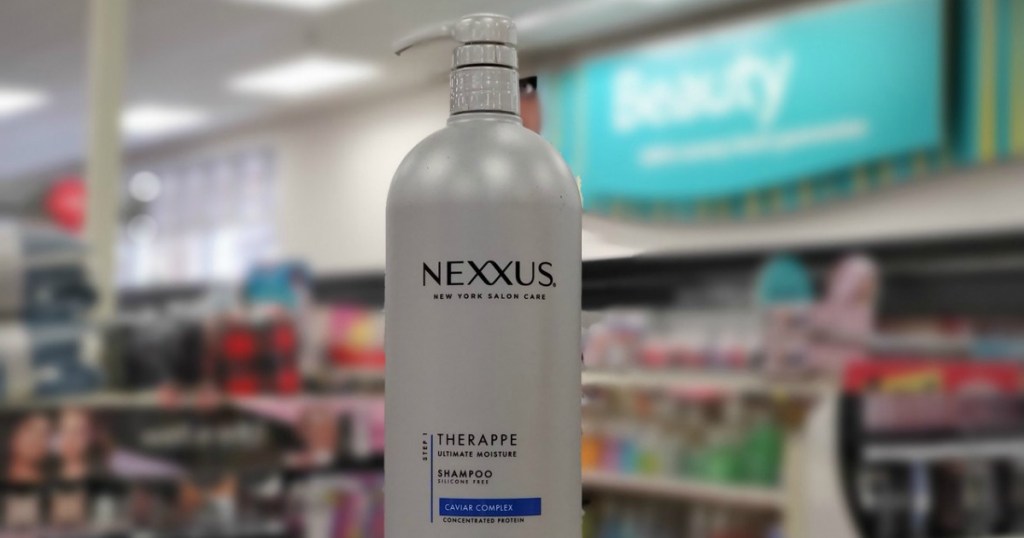 Beauty
NEXXUS.
NEW YORK SALON CARE
STEP 1
THERAPPE
ULTIMATE MOISTURE
SHAMPOO
SILICONE FREE
CAVIAR COMPLEX
CONCENTRATED PROTEIN